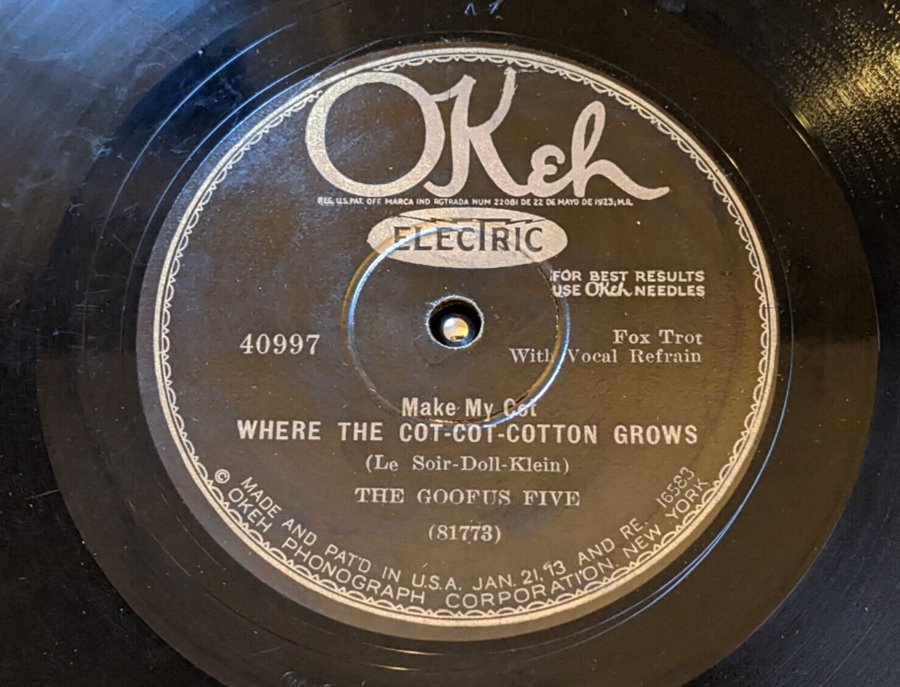 OKeh
REG. U.S. PAT. OFF. MARCA IND RGTRADA NUM 22081 DE 22 DE MAYO DE 1923, M.R.
ELECTRIC
FOR BEST RESULTS
USE OKeh NEEDLES
40997
Fox Trot
With Vocal Refrain
Make My Cot
WHERE THE COT-COT-COTTON GROWS
(Le Soir-Doll-Klein)
THE GOOFUS FIVE
(81773)
MADE AND PAT'D IN U.S.A. JAN. 21, '13 AND RE. 16583
© OKEH PHONOGRAPH CORPORATION, NEW YORK